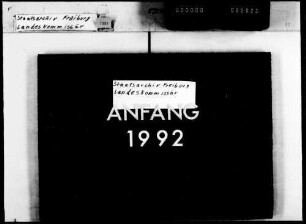 Staatsarchiv Freiburg
Landeskommissär
Staatsarchiv Freiburg
Landeskommissär
ANFANG
1992